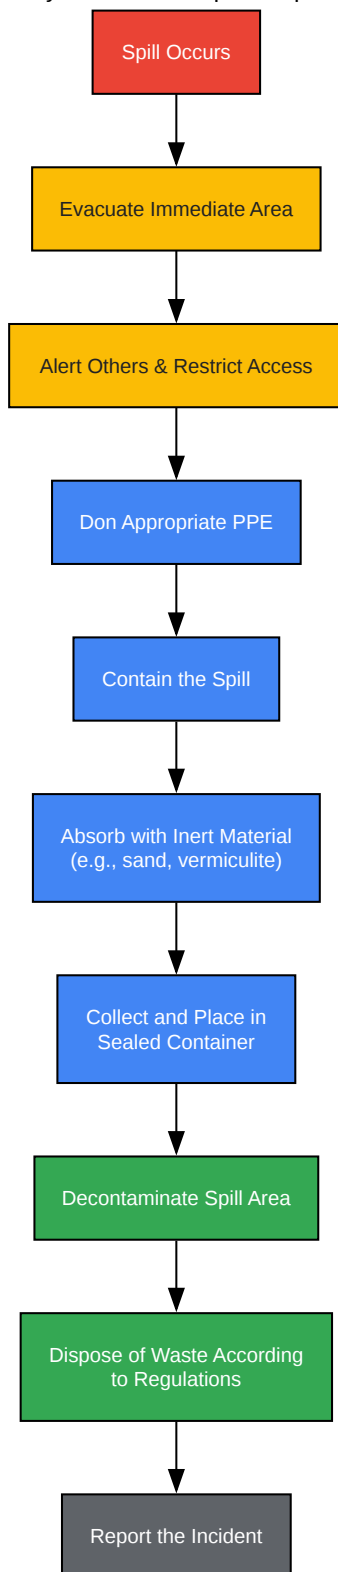 Spill Occurs
Evacuate Immediate Area
Alert Others & Restrict Access
Don Appropriate PPE
Contain the Spill
Absorb with Inert Material
(e.g., sand, vermiculite)
Collect and Place in
Sealed Container
Decontaminate Spill Area
Dispose of Waste According
to Regulations
Report the Incident